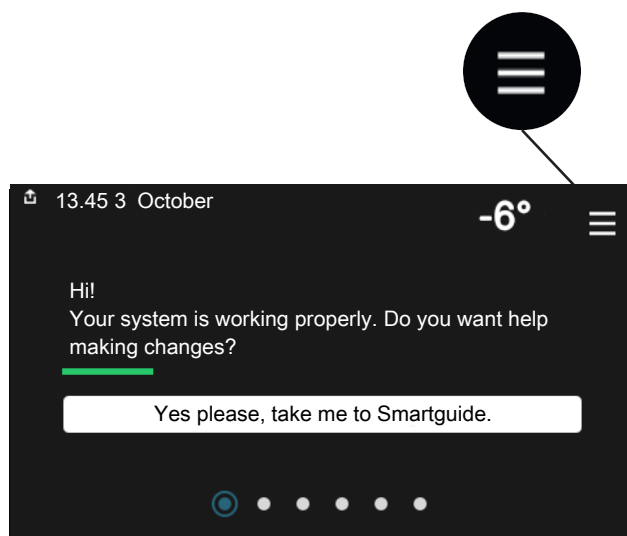 13.45 3 October
-6°
Hi!
Your system is working properly. Do you want help
making changes?
Yes please, take me to Smartguide.